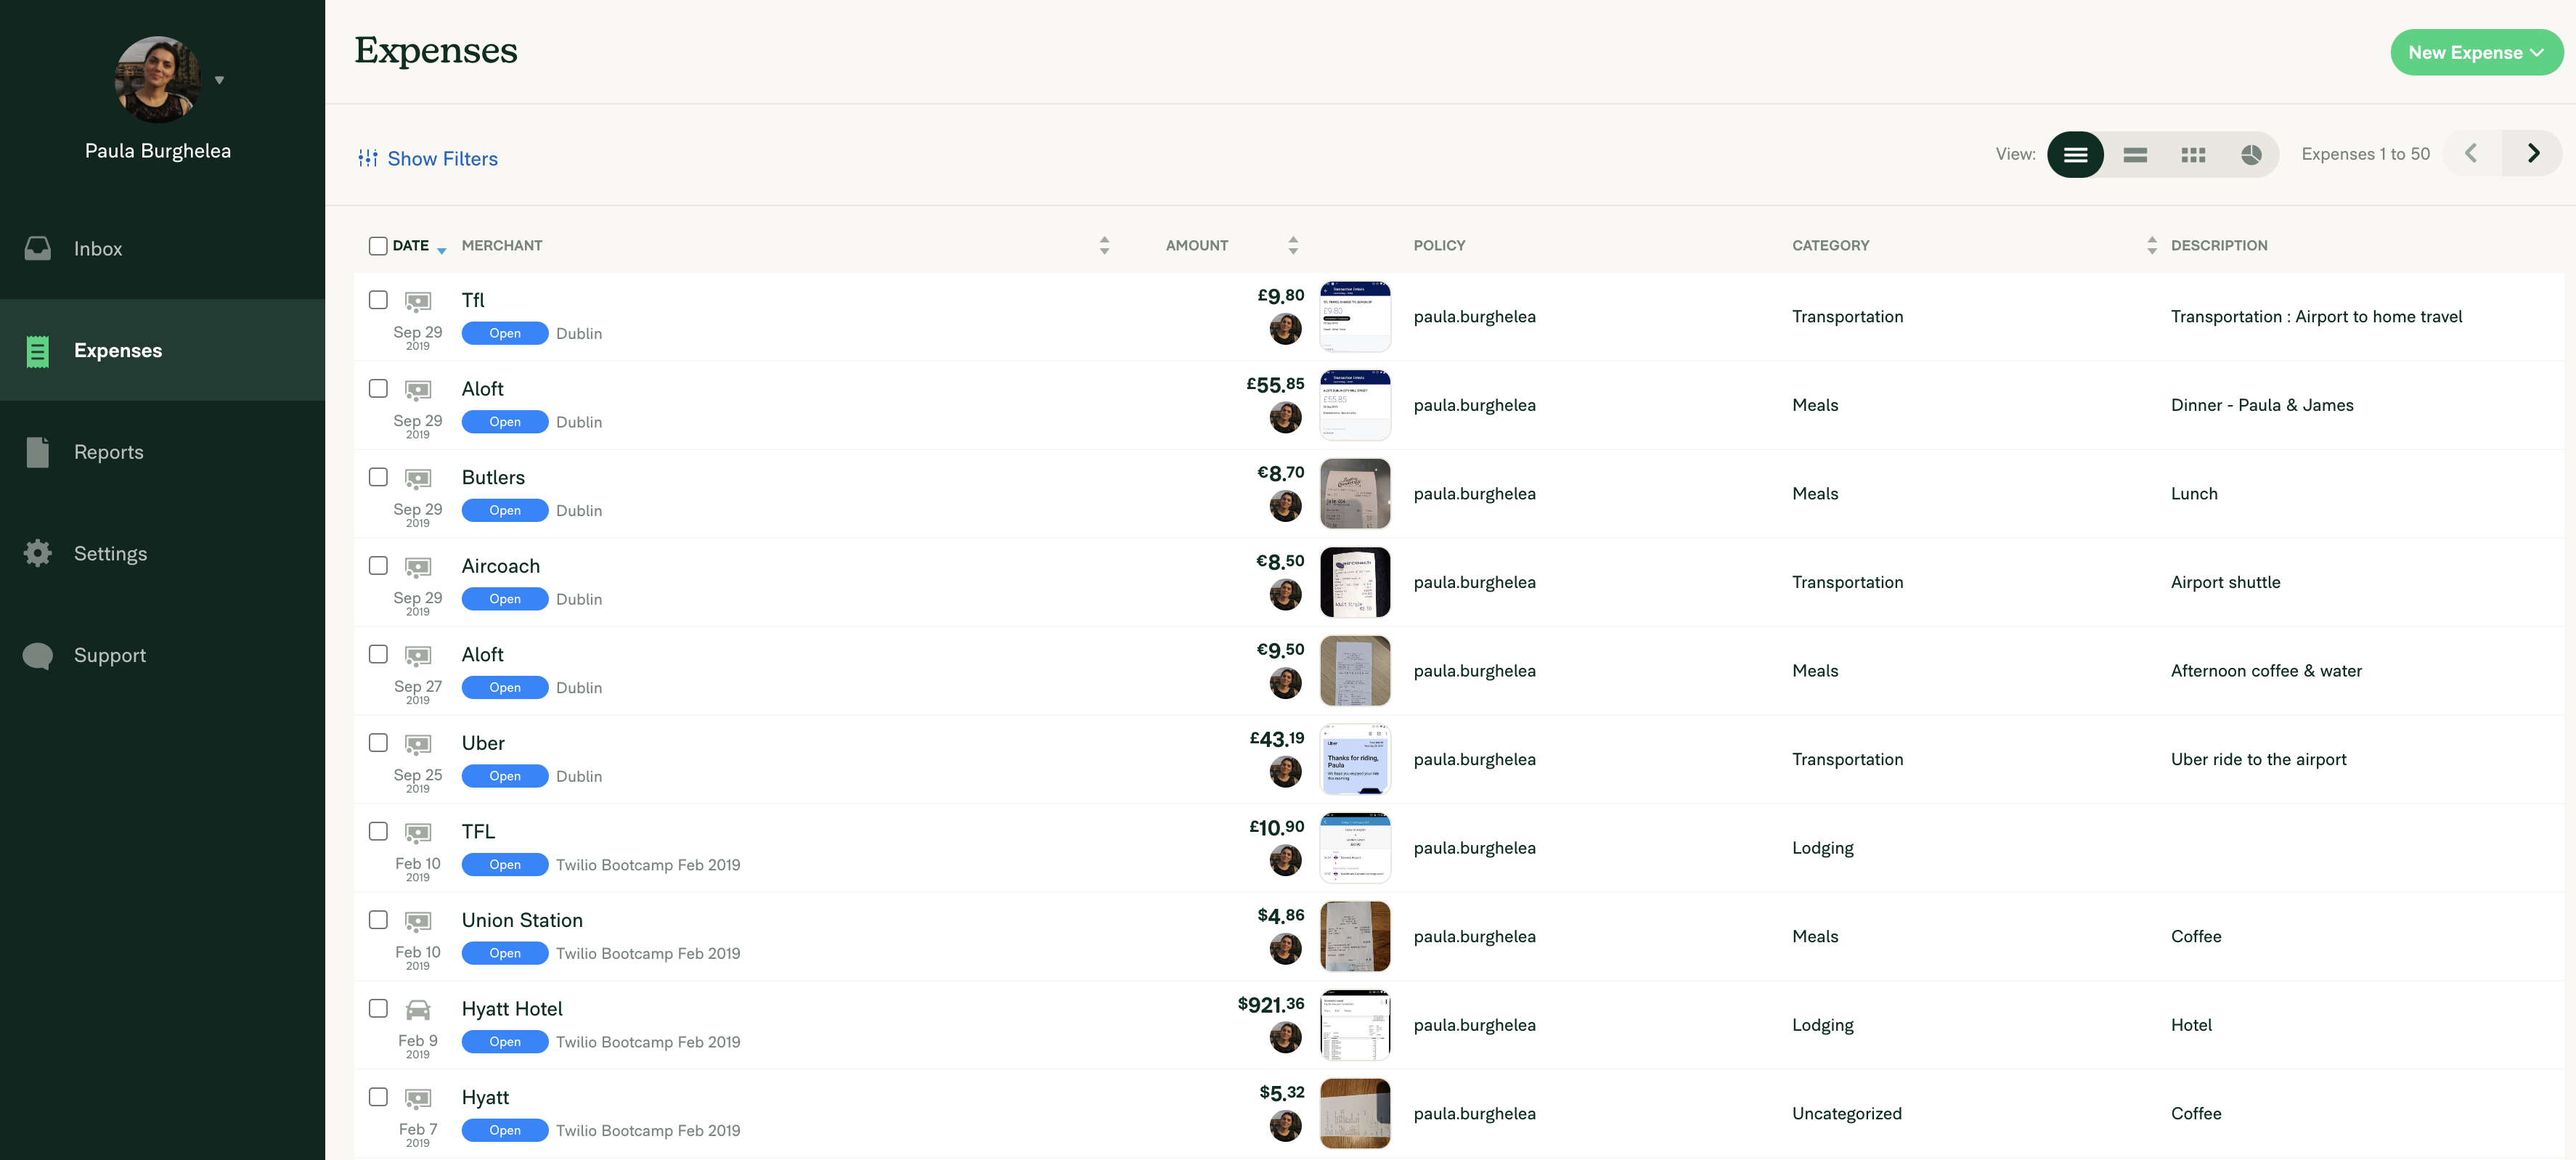 Paula Burghelea
Inbox
Expenses
Reports
Settings
Support
Expenses
New Expense
Show Filters
View:
Expenses 1 to 50
DATE MERCHANT AMOUNT POLICY CATEGORY DESCRIPTION
Tfl £9.80 paula.burghelea Transportation Transportation : Airport to home travel
Sep 29 Open Dublin
2019
Aloft £55.85 paula.burghelea Meals Dinner - Paula & James
Sep 29 Open Dublin
2019
Butlers €8.70 paula.burghelea Meals Lunch
Sep 29 Open Dublin
2019
Aircoach €8.50 paula.burghelea Transportation Airport shuttle
Sep 29 Open Dublin
2019
Aloft €9.50 paula.burghelea Meals Afternoon coffee & water
Sep 27 Open Dublin
2019
Uber £43.19 paula.burghelea Transportation Uber ride to the airport
Thanks for riding,
Paula
Sep 25 Open Dublin
2019
TFL £10.90 paula.burghelea Lodging
Feb 10 Open Twilio Bootcamp Feb 2019
2019
Union Station $4.86 paula.burghelea Meals Coffee
Feb 10 Open Twilio Bootcamp Feb 2019
2019
Hyatt Hotel $921.36 paula.burghelea Lodging Hotel
Feb 9 Open Twilio Bootcamp Feb 2019
2019
Hyatt $5.32 paula.burghelea Uncategorized Coffee
Feb 7 Open Twilio Bootcamp Feb 2019
2019